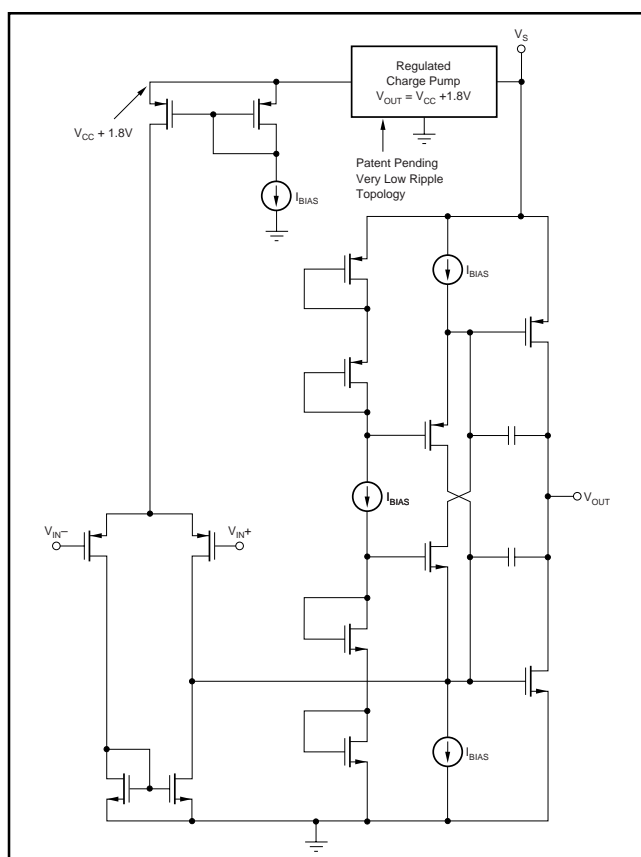 V_S
Regulated
Charge Pump
V_OUT = V_CC +1.8V
V_CC + 1.8V
Patent Pending
Very Low Ripple
Topology
I_BIAS
I_BIAS
I_BIAS
V_OUT
V_IN–
V_IN+
I_BIAS